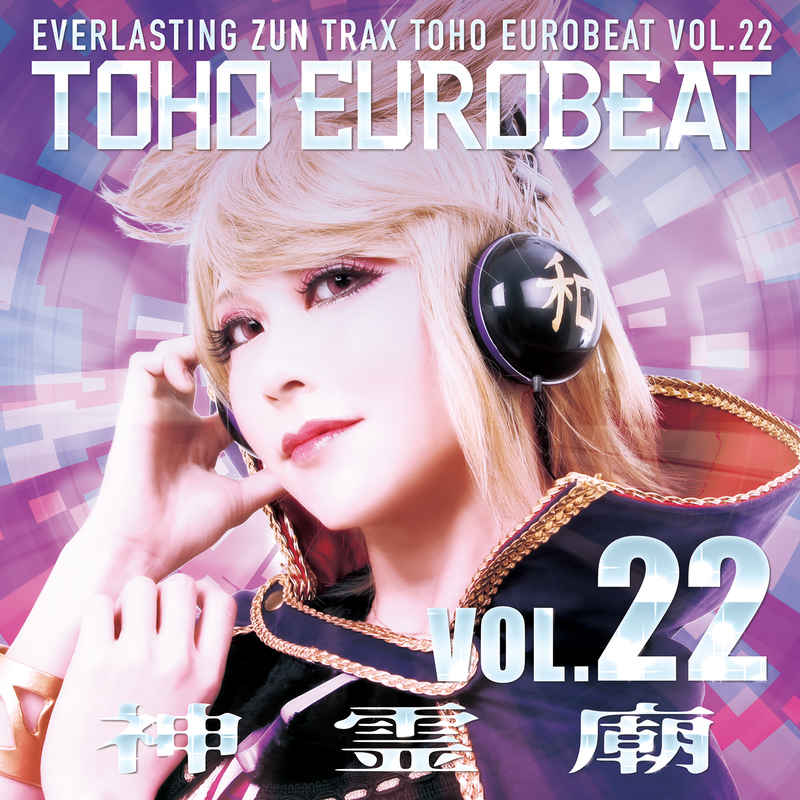 EVERLASTING ZUN TRAX TOHO EUROBEAT VOL.22
TOHO EUROBEAT
和
VOL.22
神霊廟